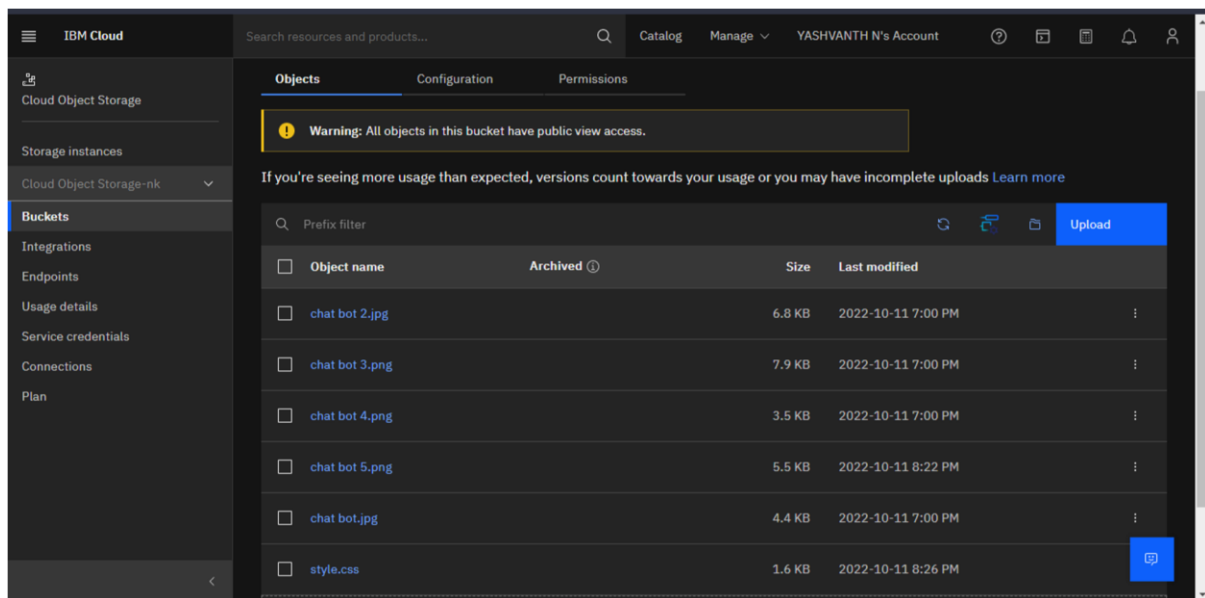 IBM Cloud
Search resources and products...
Catalog
Manage
YASHVANTH N's Account
Cloud Object Storage
Storage instances
Cloud Object Storage-nk
Buckets
Integrations
Endpoints
Usage details
Service credentials
Connections
Plan
Objects Configuration Permissions
Warning: All objects in this bucket have public view access.
If you're seeing more usage than expected, versions count towards your usage or you may have incomplete uploads Learn more
Prefix filter
Upload
Object name Archived Size Last modified
chat bot 2.jpg 6.8 KB 2022-10-11 7:00 PM
chat bot 3.png 7.9 KB 2022-10-11 7:00 PM
chat bot 4.png 3.5 KB 2022-10-11 7:00 PM
chat bot 5.png 5.5 KB 2022-10-11 8:22 PM
chat bot.jpg 4.4 KB 2022-10-11 7:00 PM
style.css 1.6 KB 2022-10-11 8:26 PM